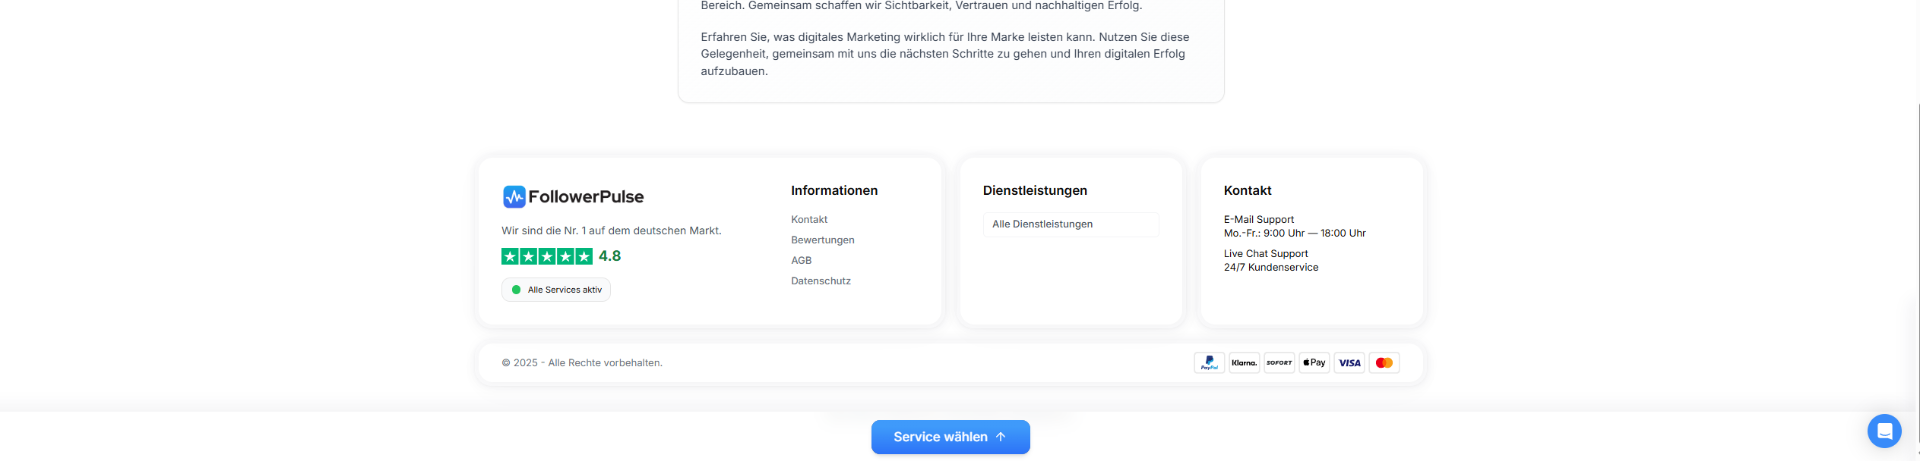 Bereich. Gemeinsam schaffen wir Sichtbarkeit, Vertrauen und nachhaltigen Erfolg.
Erfahren Sie, was digitales Marketing wirklich für Ihre Marke leisten kann. Nutzen Sie diese
Gelegenheit, gemeinsam mit uns die nächsten Schritte zu gehen und Ihren digitalen Erfolg
aufzubauen.
FollowerPulse
Wir sind die Nr. 1 auf dem deutschen Markt.
4.8
Alle Services aktiv
Informationen
Kontakt
Bewertungen
AGB
Datenschutz
Dienstleistungen
Alle Dienstleistungen
Kontakt
E-Mail Support
Mo.-Fr.: 9:00 Uhr — 18:00 Uhr
Live Chat Support
24/7 Kundenservice
© 2025 - Alle Rechte vorbehalten.
PayPal
Klarna.
SOFORT
Pay
VISA
Service wählen ↑